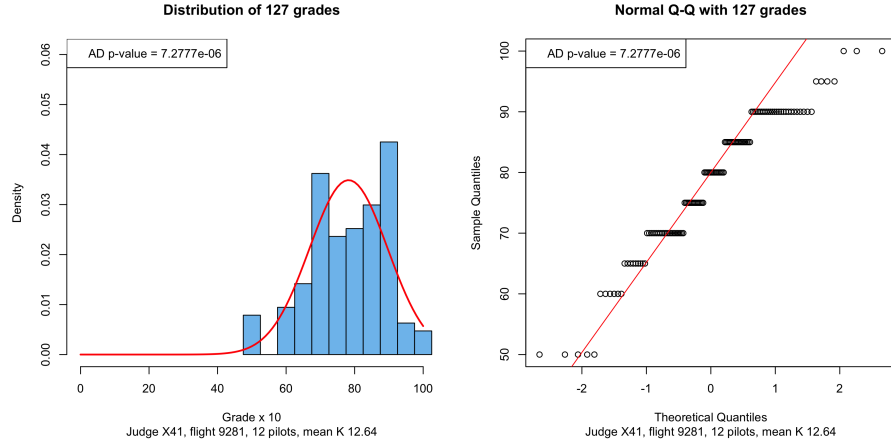 Distribution of 127 grades
AD p-value = 7.2777e-06
Density
0.00
0.01
0.02
0.03
0.04
0.05
0.06
0
20
40
60
80
100
Grade x 10
Judge X41, flight 9281, 12 pilots, mean K 12.64
Normal Q-Q with 127 grades
AD p-value = 7.2777e-06
Sample Quantiles
50
60
70
80
90
100
-2
-1
0
1
2
Theoretical Quantiles
Judge X41, flight 9281, 12 pilots, mean K 12.64